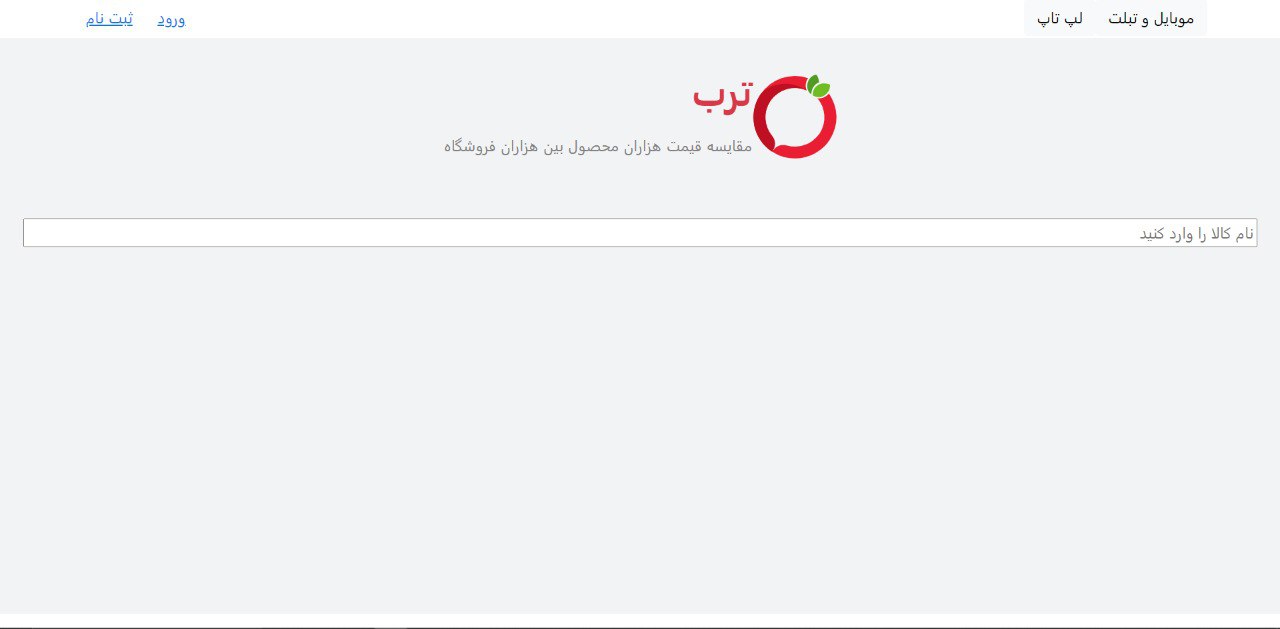 موبایل و تبلت لپ تاپ ورود ثبت نام
ترب
مقایسه قیمت هزاران محصول بین هزاران فروشگاه
نام کالا را وارد کنید